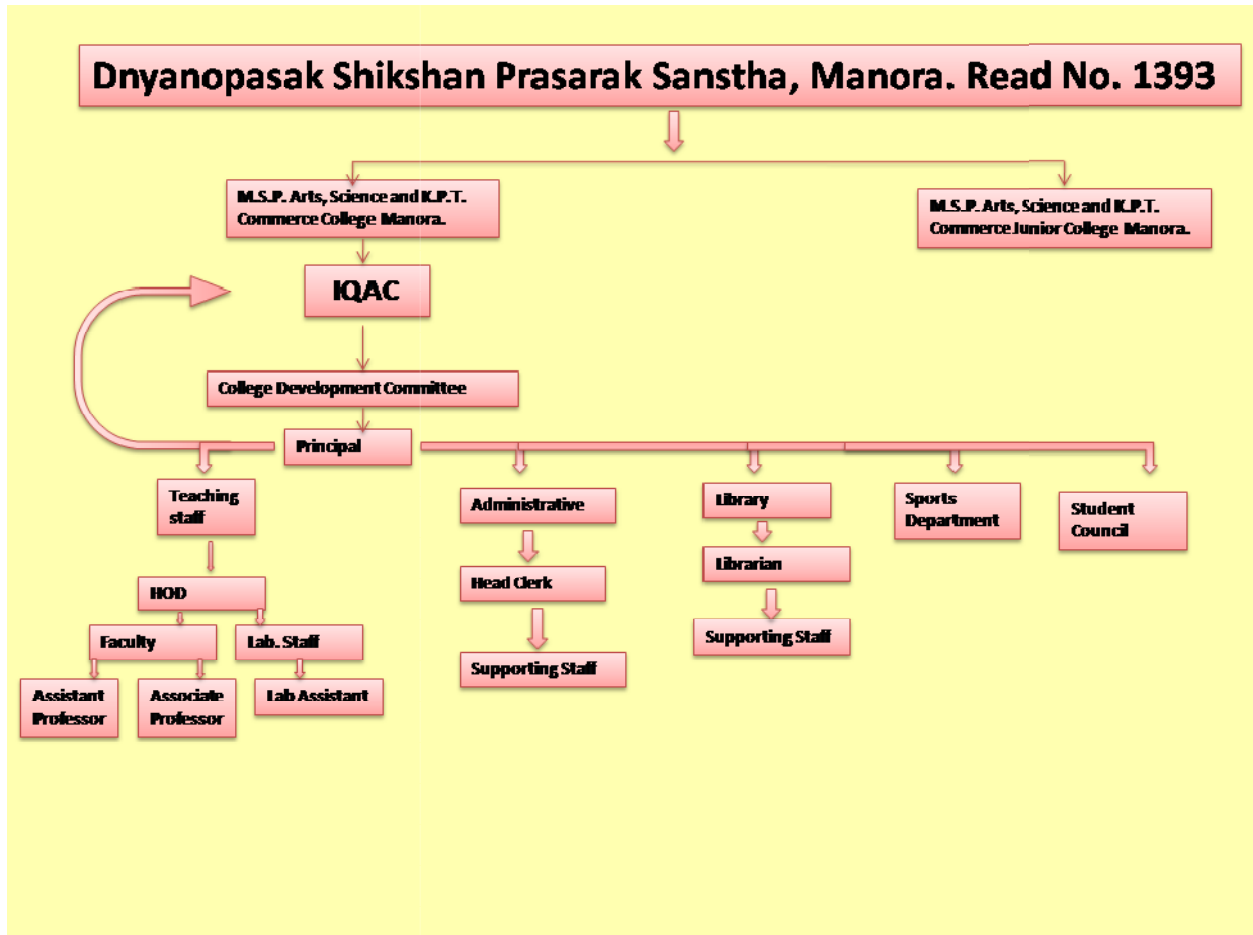 Dnyanopasak Shikshan Prasarak Sanstha, Manora. Read No. 1393
M.S.P. Arts, Science and K.P.T.
Commerce College Manora.
M.S.P. Arts, Science and K.P.T.
Commerce Junior College Manora.
IQAC
College Development Committee
Principal
Teaching
staff
Administrative
Library
Sports
Department
Student
Council
HOD
Head Clerk
Librarian
Faculty
Lab. Staff
Supporting Staff
Supporting Staff
Assistant
Professor
Associate
Professor
Lab Assistant